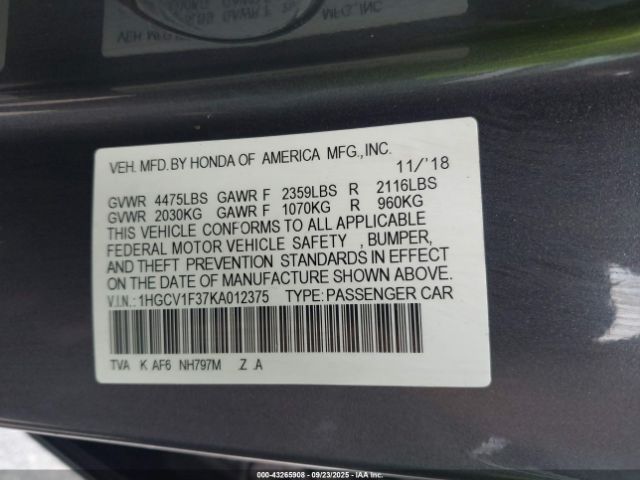 VEH. MFD.BY HONDA OF AMERICA MFG.,INC.
11/'18
GVWR 4475LBS GAWR F 2359LBS R 2116LBS
GVWR 2030KG GAWR F 1070KG R 960KG
THIS VEHICLE CONFORMS TO ALL APPLICABLE
FEDERAL MOTOR VEHICLE SAFETY , BUMPER,
AND THEFT PREVENTION STANDARDS IN EFFECT
ON THE DATE OF MANUFACTURE SHOWN ABOVE.
V.I.N.:1HGCV1F37KA012375 TYPE:PASSENGER CAR
TVA K AF6 NH797M .Z .A
000-43265908 - 09/23/2025 - IAAI.COM